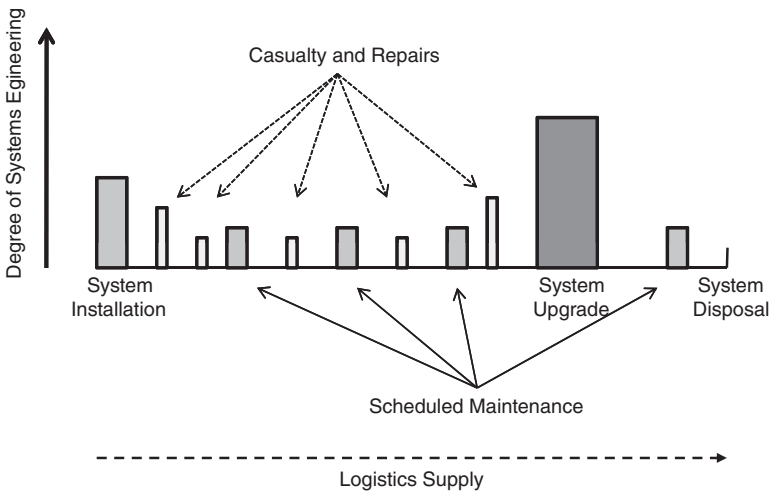 Degree of Systems Egineering
Casualty and Repairs
System
Installation
System
Upgrade
System
Disposal
Scheduled Maintenance
Logistics Supply